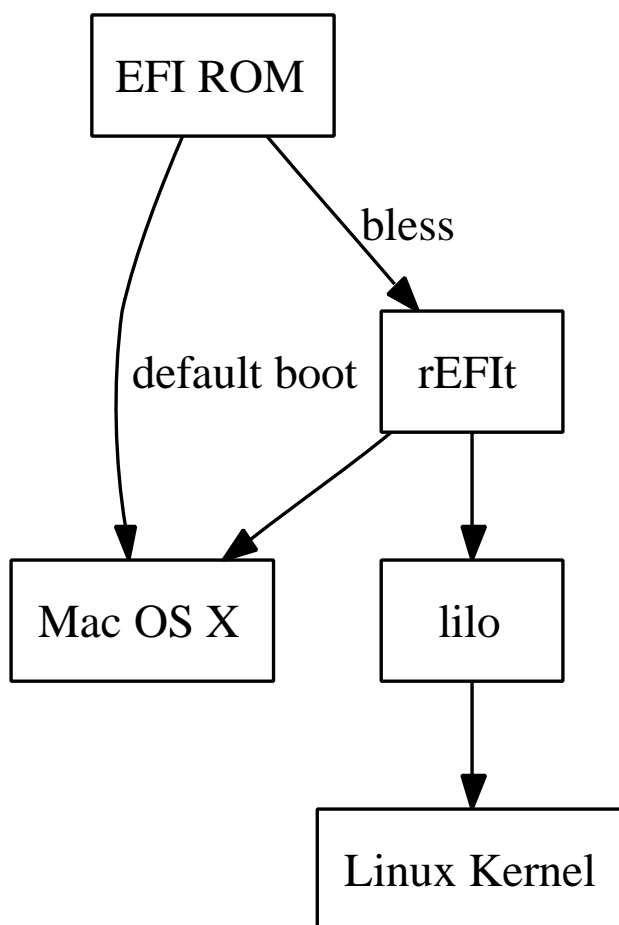 EFI ROM
bless
default boot
rEFIt
Mac OS X
lilo
Linux Kernel